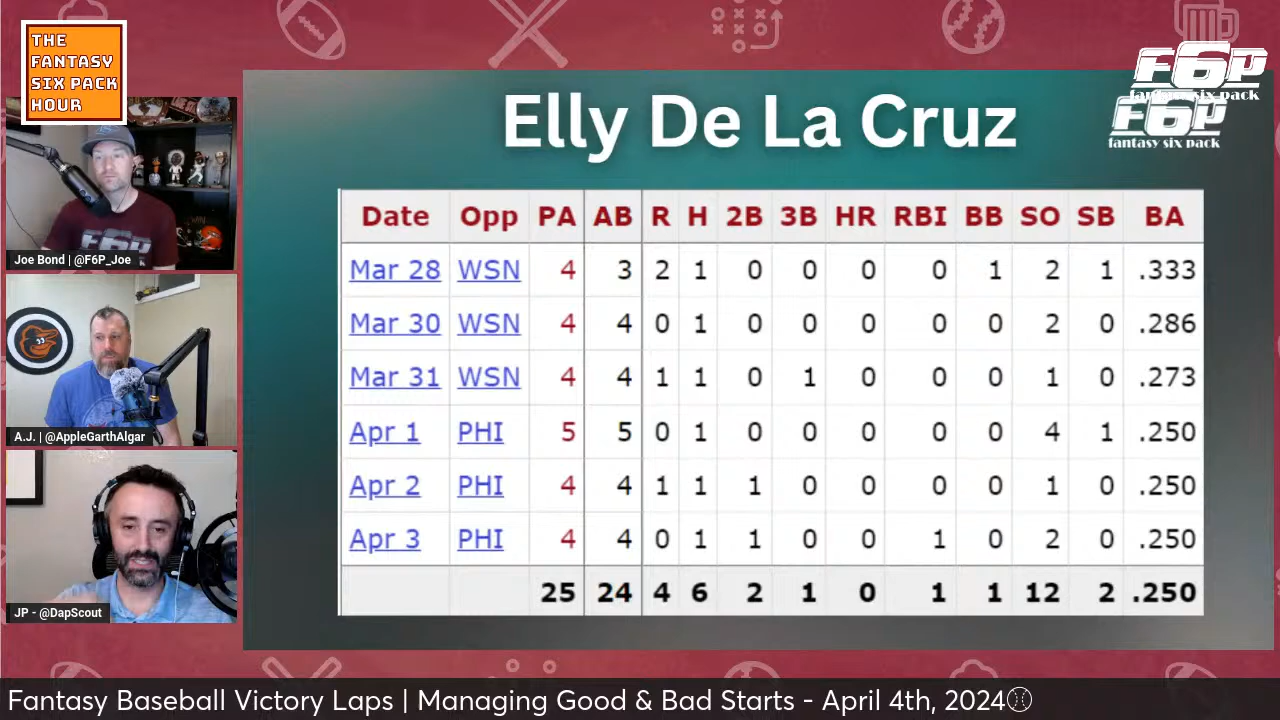 THE
FANTASY
SIX PACK
HOUR
F6P
fantasy six pack
F6P
fantasy six pack
Elly De La Cruz
Date Opp PA AB R H 2B 3B HR RBI BB SO SB BA
Mar 28 WSN 4 3 2 1 0 0 0 0 1 2 1 .333
Mar 30 WSN 4 4 0 1 0 0 0 0 0 2 0 .286
Mar 31 WSN 4 4 1 1 0 1 0 0 0 1 0 .273
Apr 1 PHI 5 5 0 1 0 0 0 0 0 4 1 .250
Apr 2 PHI 4 4 1 1 1 0 0 0 0 1 0 .250
Apr 3 PHI 4 4 0 1 1 0 0 1 0 2 0 .250
25 24 4 6 2 1 0 1 1 12 2 .250
F6P
Joe Bond | @F6P_Joe
A.J. | @AppleGarthAlgar
JP - @DapScout
Fantasy Baseball Victory Laps | Managing Good & Bad Starts - April 4th, 2024